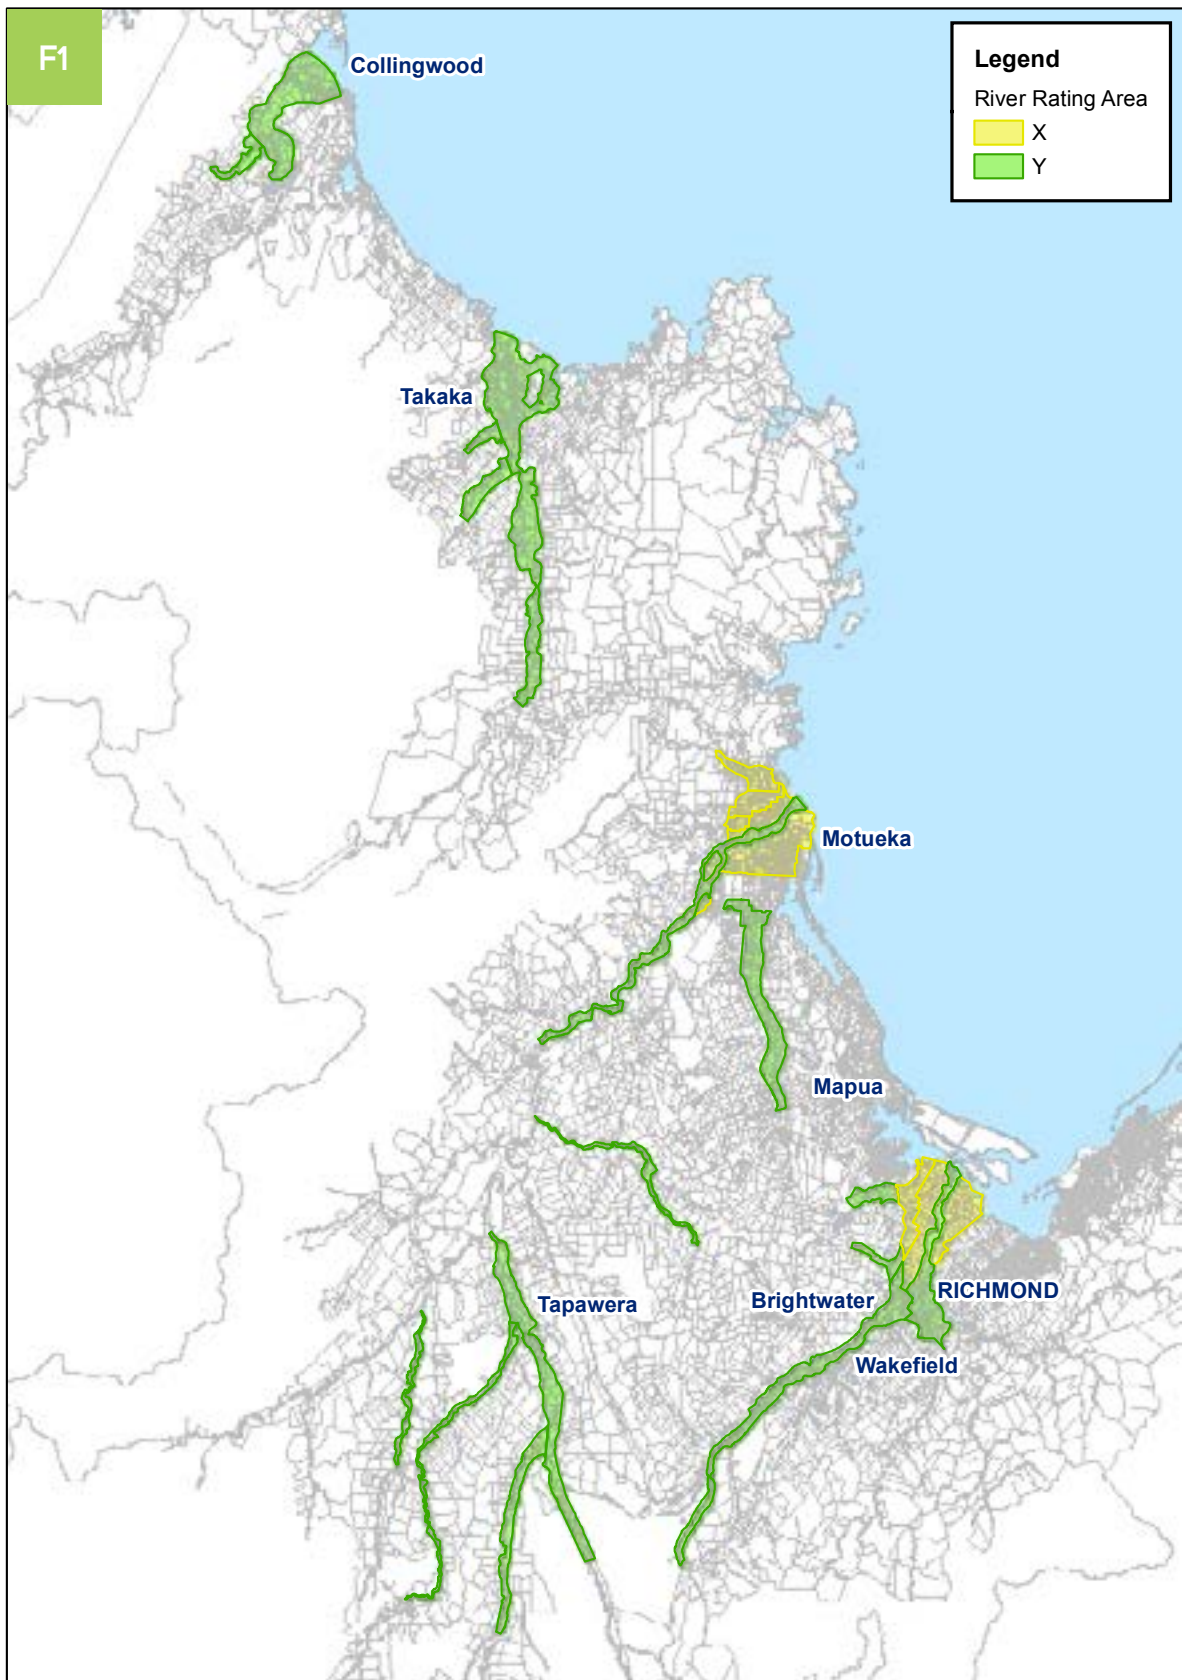 F1
Collingwood
Legend
River Rating Area
X
Y
Takaka
Motueka
Mapua
Tapawera
Brightwater
RICHMOND
Wakefield